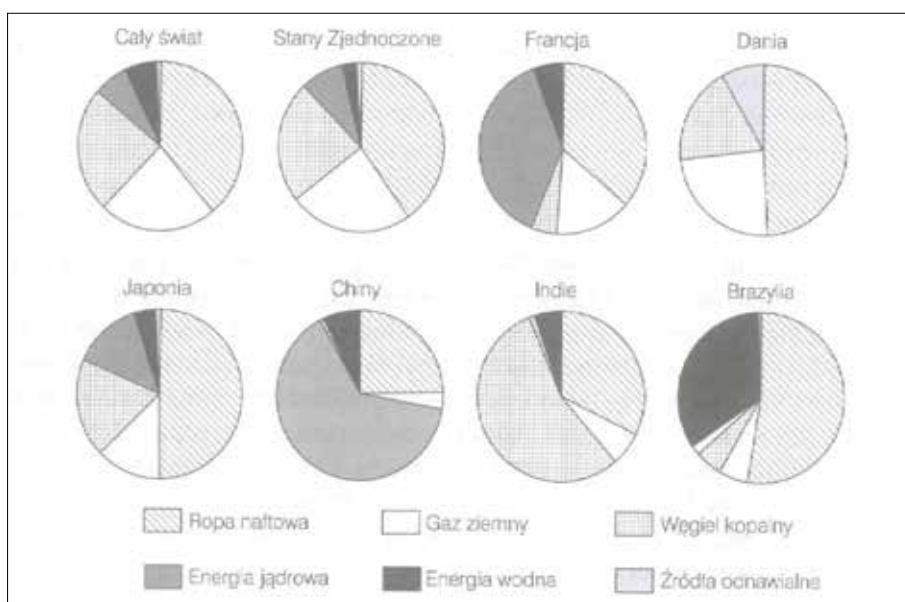 Cały świat Stany Zjednoczone Francja Dania
Japonia Chiny Indie Brazylia
Ropa naftowa Gaz ziemny Węgiel kopalny
Energia jądrowa Energia wodna Źródła odnawialne